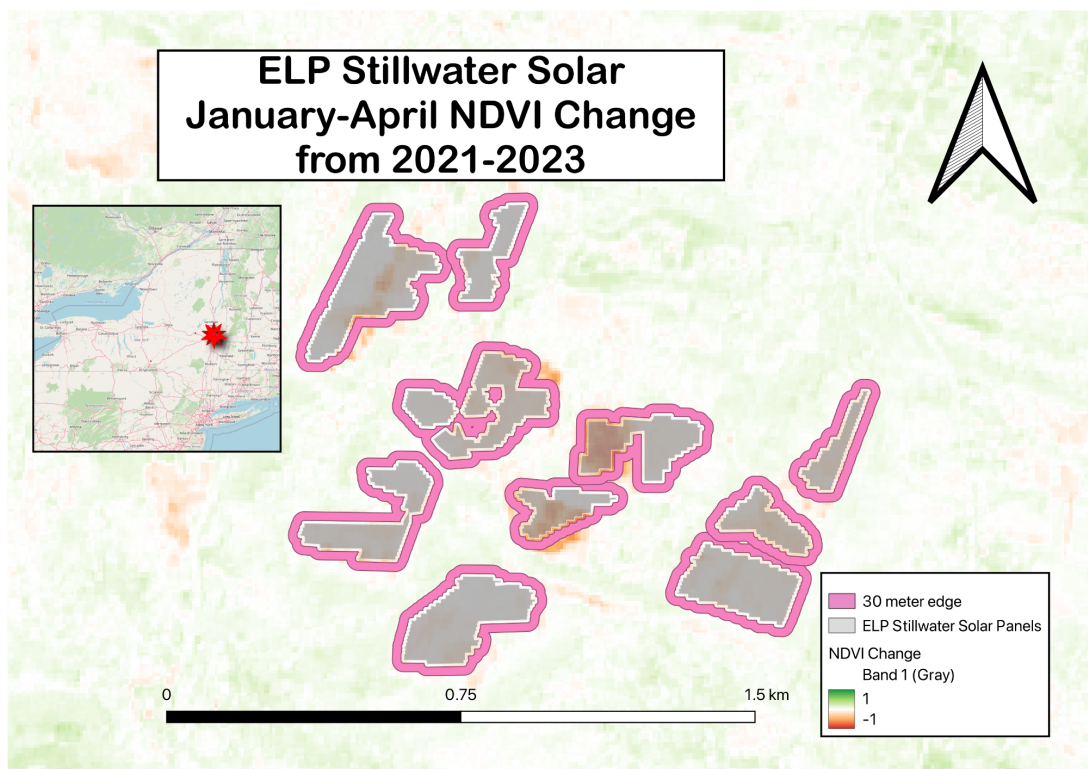 ELP Stillwater Solar
January-April NDVI Change
from 2021-2023
30 meter edge
ELP Stillwater Solar Panels
NDVI Change
Band 1 (Gray)
1
-1
0
0.75
1.5 km